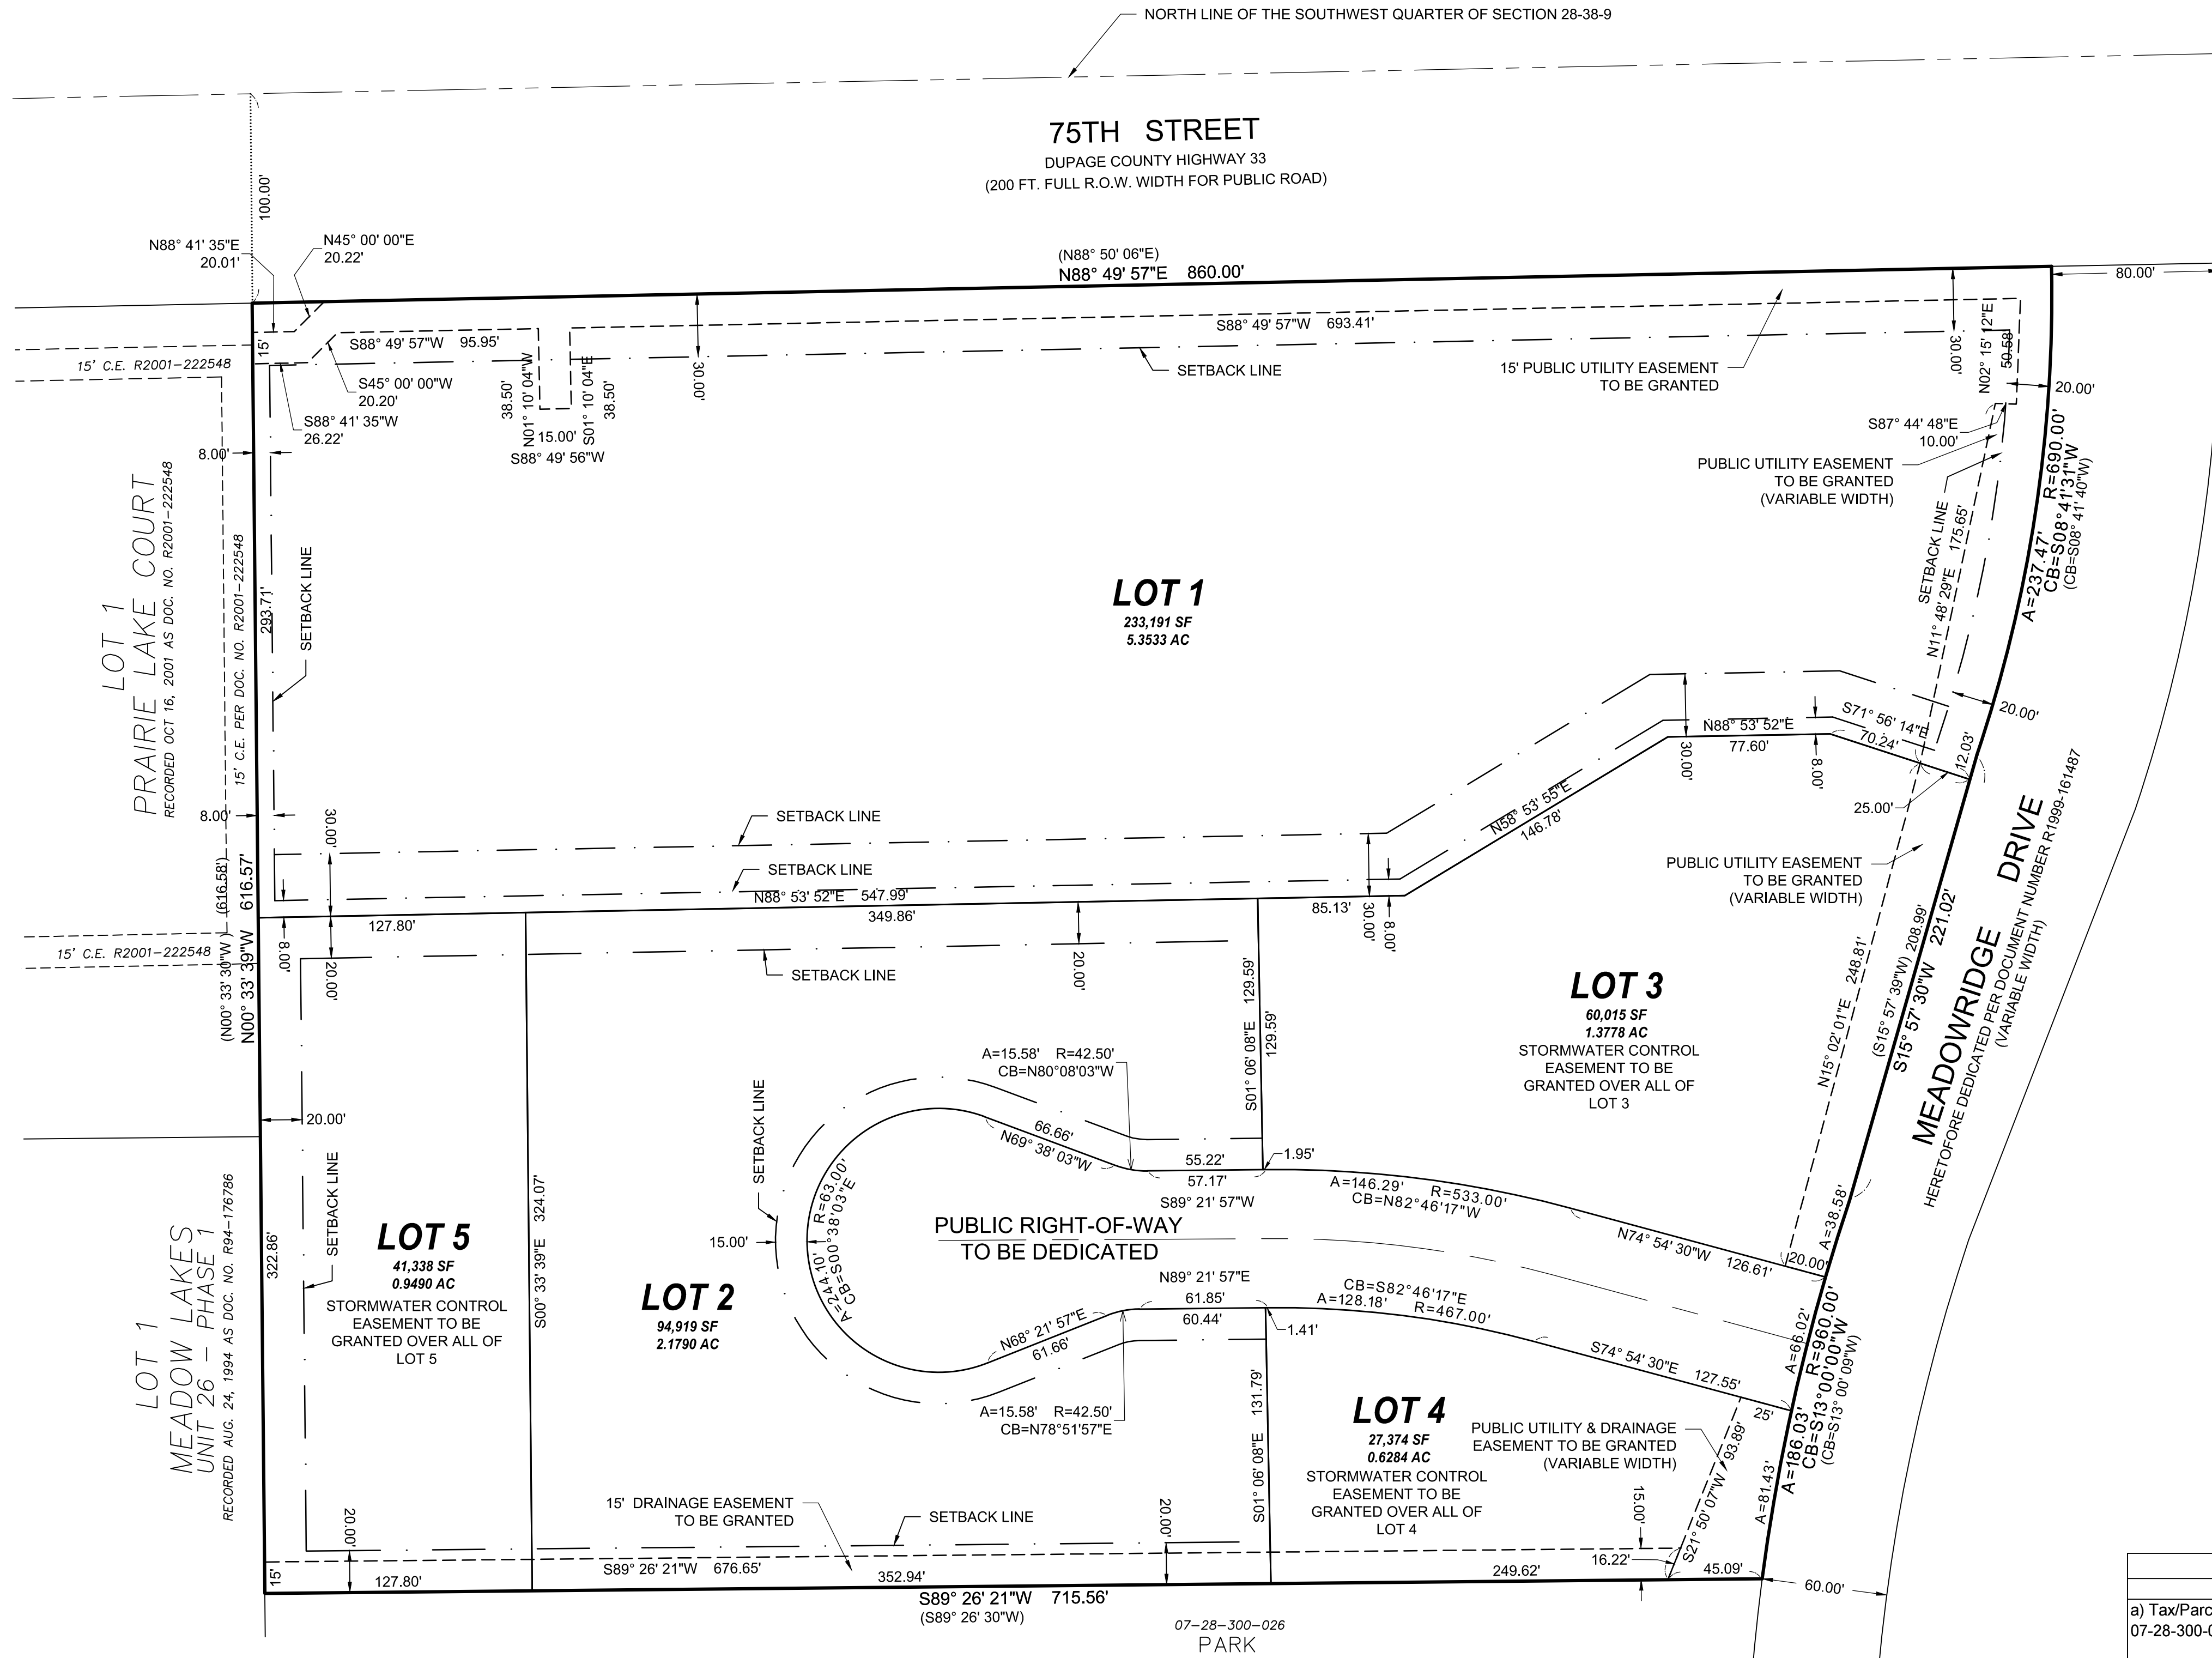 NORTH LINE OF THE SOUTHWEST QUARTER OF SECTION 28-38-9
75TH STREET
DUPAGE COUNTY HIGHWAY 33
(200 FT. FULL R.O.W. WIDTH FOR PUBLIC ROAD)
100.00'
N88° 41' 35"E
20.01'
N45° 00' 00"E
20.22'
(N88° 50' 06"E)
N88° 49' 57"E 860.00'
80.00'
15'
15' C.E. R2001-222548
S88° 49' 57"W 95.95'
S45° 00' 00"W
20.20'
S88° 41' 35"W
26.22'
38.50'
N01° 10' 04"W
15.00'
S01° 10' 04"E
38.50'
S88° 49' 56"W
30.00'
S88° 49' 57"W 693.41'
SETBACK LINE
15' PUBLIC UTILITY EASEMENT
TO BE GRANTED
30.00'
N02° 15' 12"E
50.58'
20.00'
S87° 44' 48"E
10.00'
PUBLIC UTILITY EASEMENT
TO BE GRANTED
(VARIABLE WIDTH)
SETBACK LINE
N11° 48' 29"E 175.65'
A=237.47' R=690.00'
CB=S08°41'31"W
(CB=S08° 41' 40"W)
8.00'
LOT 1
PRAIRIE LAKE COURT
RECORDED OCT 16, 2001 AS DOC. NO. R2001-222548
15' C.E. PER DOC. NO. R2001-222548
293.71'
SETBACK LINE
LOT 1
233,191 SF
5.3533 AC
20.00'
N88° 53' 52"E
77.60'
S71° 56' 14"E
70.24'
12.03'
30.00'
8.00'
25.00'
N58° 53' 55"E
146.78'
8.00'
30.00'
SETBACK LINE
SETBACK LINE
N88° 53' 52"E 547.99'
127.80'
349.86'
85.13'
30.00'
8.00'
(616.58')
616.57'
(N00° 33' 30"W)
N00° 33' 39"W
8.00'
20.00'
15' C.E. R2001-222548
SETBACK LINE
20.00'
PUBLIC UTILITY EASEMENT
TO BE GRANTED
(VARIABLE WIDTH)
N15° 02' 01"E 248.81'
(S15° 57' 39"W) 208.99'
S15° 57' 30"W 221.02'
MEADOWRIDGE DRIVE
HERETOFORE DEDICATED PER DOCUMENT NUMBER R1999-161487
(VARIABLE WIDTH)
LOT 3
60,015 SF
1.3778 AC
STORMWATER CONTROL
EASEMENT TO BE
GRANTED OVER ALL OF
LOT 3
S01° 06' 08"E 129.59'
129.59'
A=15.58' R=42.50'
CB=N80°08'03"W
20.00'
SETBACK LINE
66.66'
N69° 38' 03"W
55.22'
57.17'
1.95'
S89° 21' 57"W
A=146.29' R=533.00'
CB=N82°46'17"W
N74° 54' 30"W 126.61'
20.00'
A=38.58'
R=63.00'
A=244.10'
CB=S00°38'03"E
15.00'
PUBLIC RIGHT-OF-WAY
TO BE DEDICATED
LOT 1
MEADOW LAKES
UNIT 26 - PHASE 1
RECORDED AUG. 24, 1994 AS DOC. NO. R94-176786
322.86'
SETBACK LINE
LOT 5
41,338 SF
0.9490 AC
STORMWATER CONTROL
EASEMENT TO BE
GRANTED OVER ALL OF
LOT 5
S00° 33' 39"E 324.07'
LOT 2
94,919 SF
2.1790 AC
N89° 21' 57"E
61.85'
60.44'
1.41'
CB=S82°46'17"E
A=128.18' R=467.00'
N68° 21' 57"E
61.66'
S74° 54' 30"E 127.55'
A=66.02'
A=186.03' R=960.00'
CB=S13°00'00"W
(CB=S13° 00' 09"W)
25'
A=15.58' R=42.50'
CB=N78°51'57"E
S01° 06' 08"E 131.79'
LOT 4
27,374 SF
0.6284 AC
STORMWATER CONTROL
EASEMENT TO BE
GRANTED OVER ALL OF
LOT 4
PUBLIC UTILITY & DRAINAGE
EASEMENT TO BE GRANTED
(VARIABLE WIDTH)
S21° 50' 07"W 93.89'
A=81.43'
15' DRAINAGE EASEMENT
TO BE GRANTED
SETBACK LINE
20.00'
20.00'
15.00'
16.22'
15'
127.80'
S89° 26' 21"W 676.65'
352.94'
249.62'
45.09'
60.00'
S89° 26' 21"W 715.56'
(S89° 26' 30"W)
07-28-300-026
PARK
a) Tax/Parc
07-28-300-0